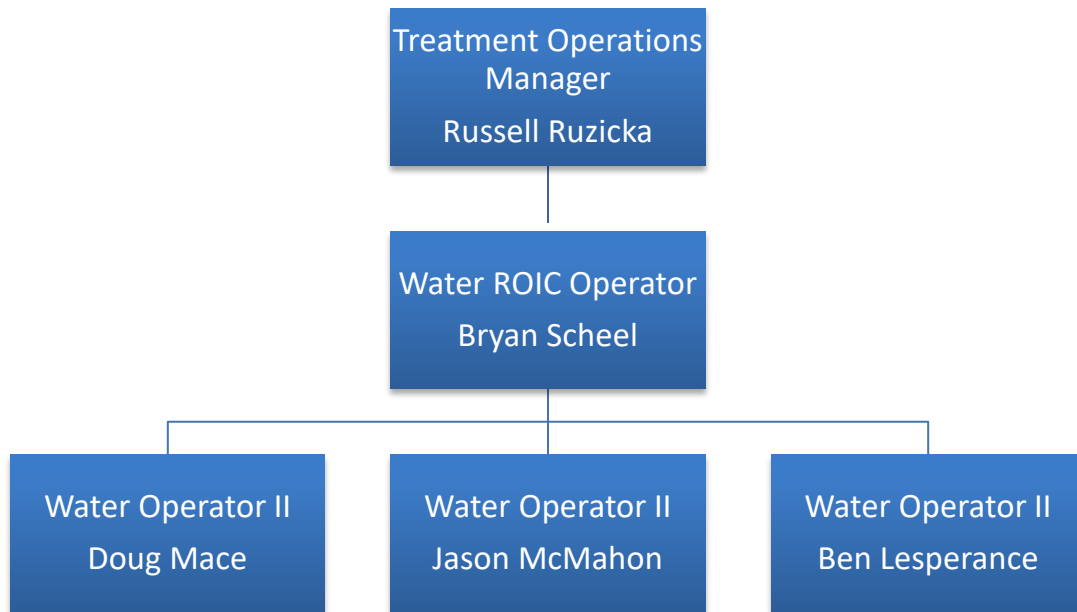 Treatment Operations
Manager
Russell Ruzicka
Water ROIC Operator
Bryan Scheel
Water Operator II
Doug Mace
Water Operator II
Jason McMahon
Water Operator II
Ben Lesperance